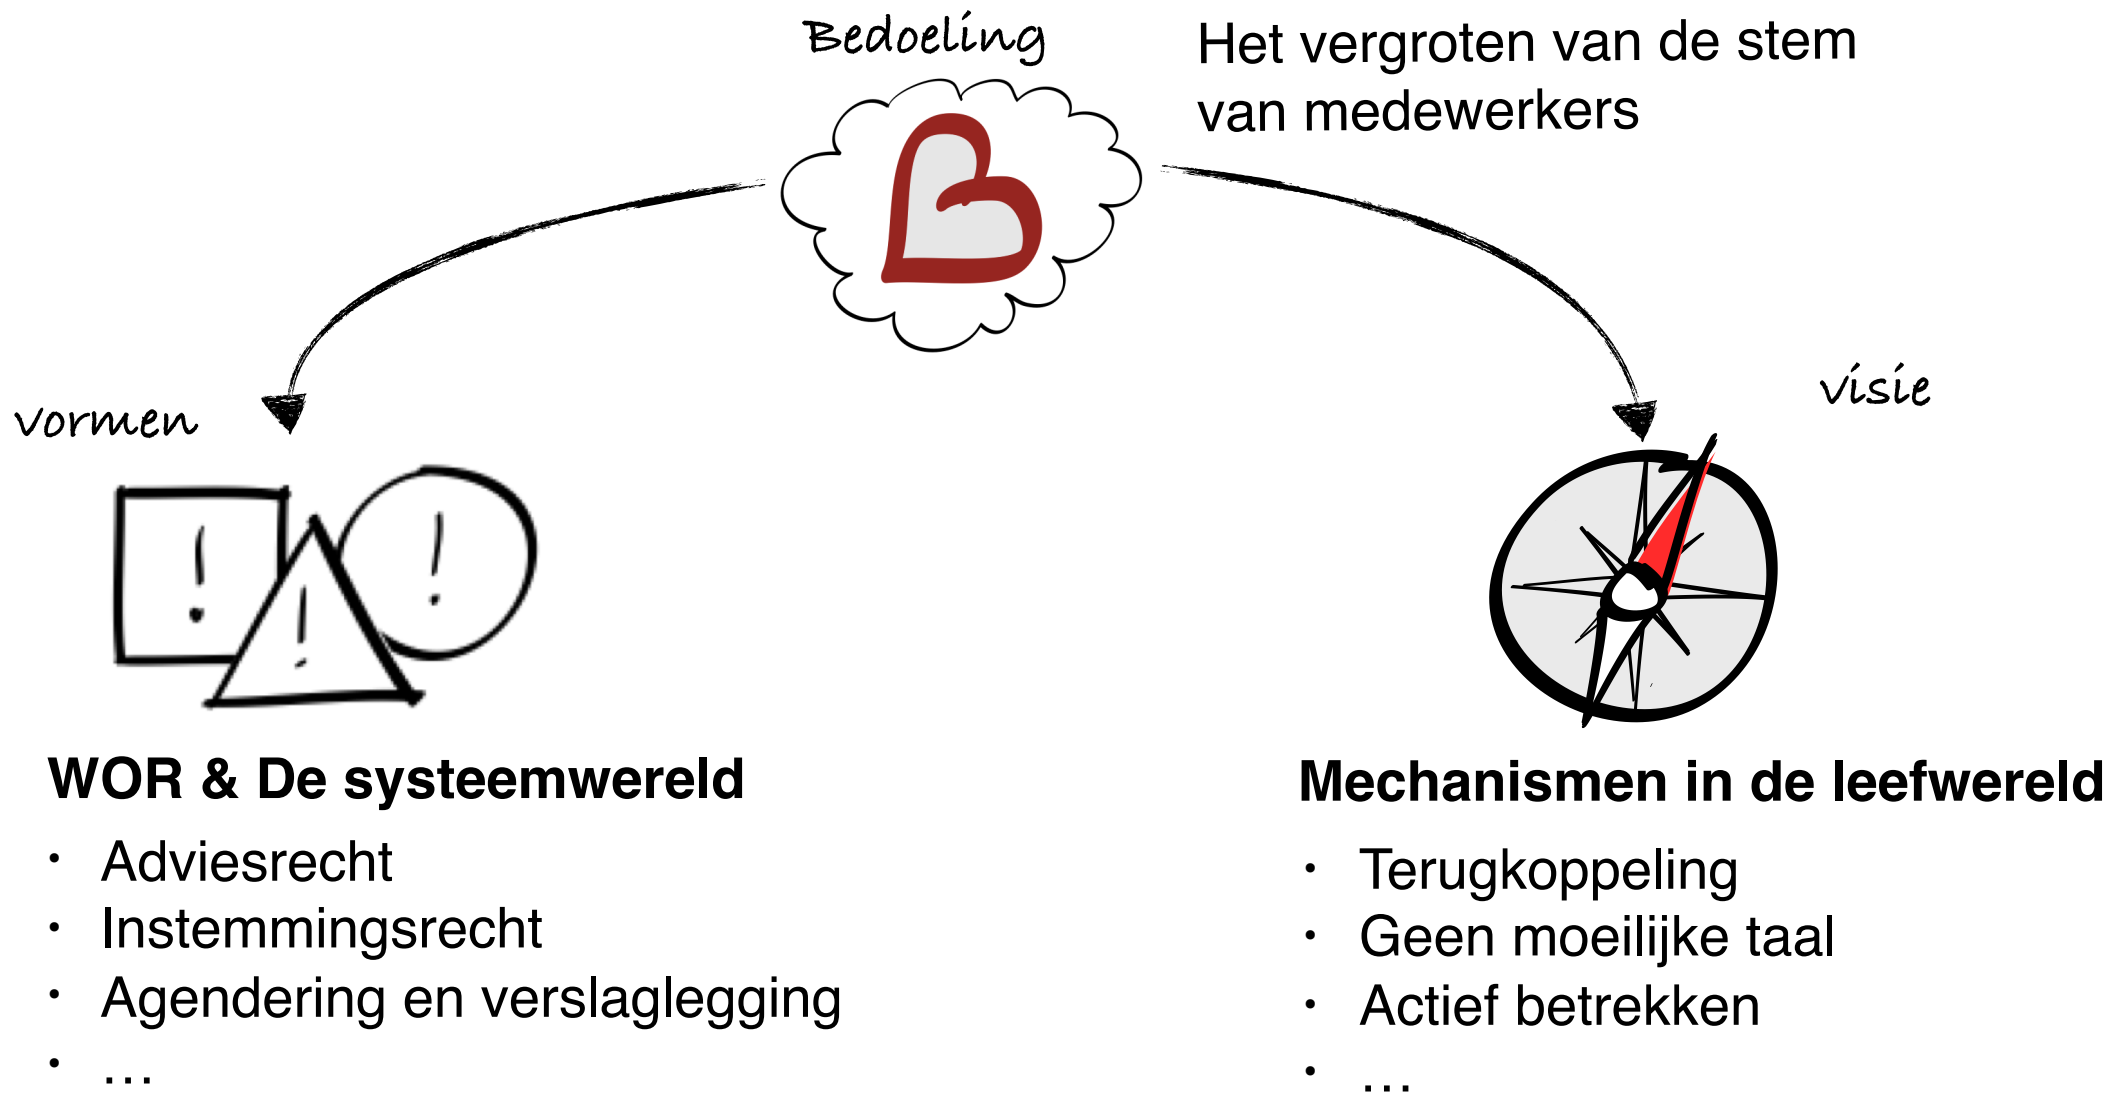 Bedoeling
Het vergroten van de stem
van medewerkers
vormen
visie
WOR & De systeemwereld
• Adviesrecht
• Instemmingsrecht
• Agendering en verslaglegging
• …
Mechanismen in de leefwereld
• Terugkoppeling
• Geen moeilijke taal
• Actief betrekken
• …